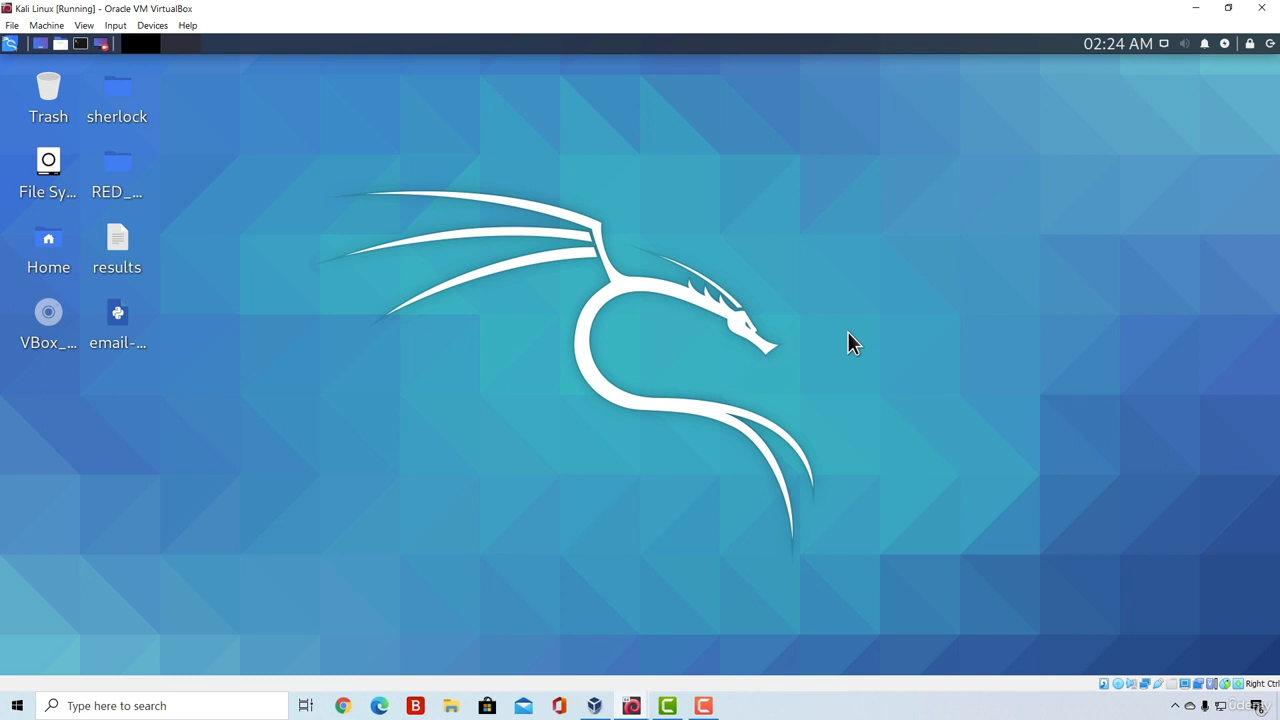 Kali Linux [Running] - Oracle VM VirtualBox
File Machine View Input Devices Help
02:24 AM
Trash sherlock
File Sy... RED_...
Home results
VBox_... email-...
Right Ctrl
Type here to search
B
Udemy